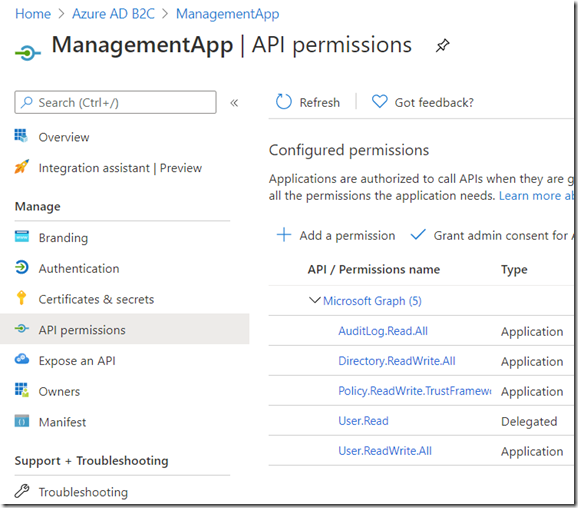 Home > Azure AD B2C > ManagementApp
ManagementApp | API permissions
Search (Ctrl+/)
«
Refresh
Got feedback?
Overview
Integration assistant | Preview
Manage
Branding
Authentication
Certificates & secrets
API permissions
Expose an API
Owners
Manifest
Support + Troubleshooting
Troubleshooting
Configured permissions
Applications are authorized to call APIs when they are g
all the permissions the application needs. Learn more ab
Add a permission
Grant admin consent for A
API / Permissions name Type
Microsoft Graph (5)
AuditLog.Read.All Application
Directory.ReadWrite.All Application
Policy.ReadWrite.TrustFramew Application
User.Read Delegated
User.ReadWrite.All Application